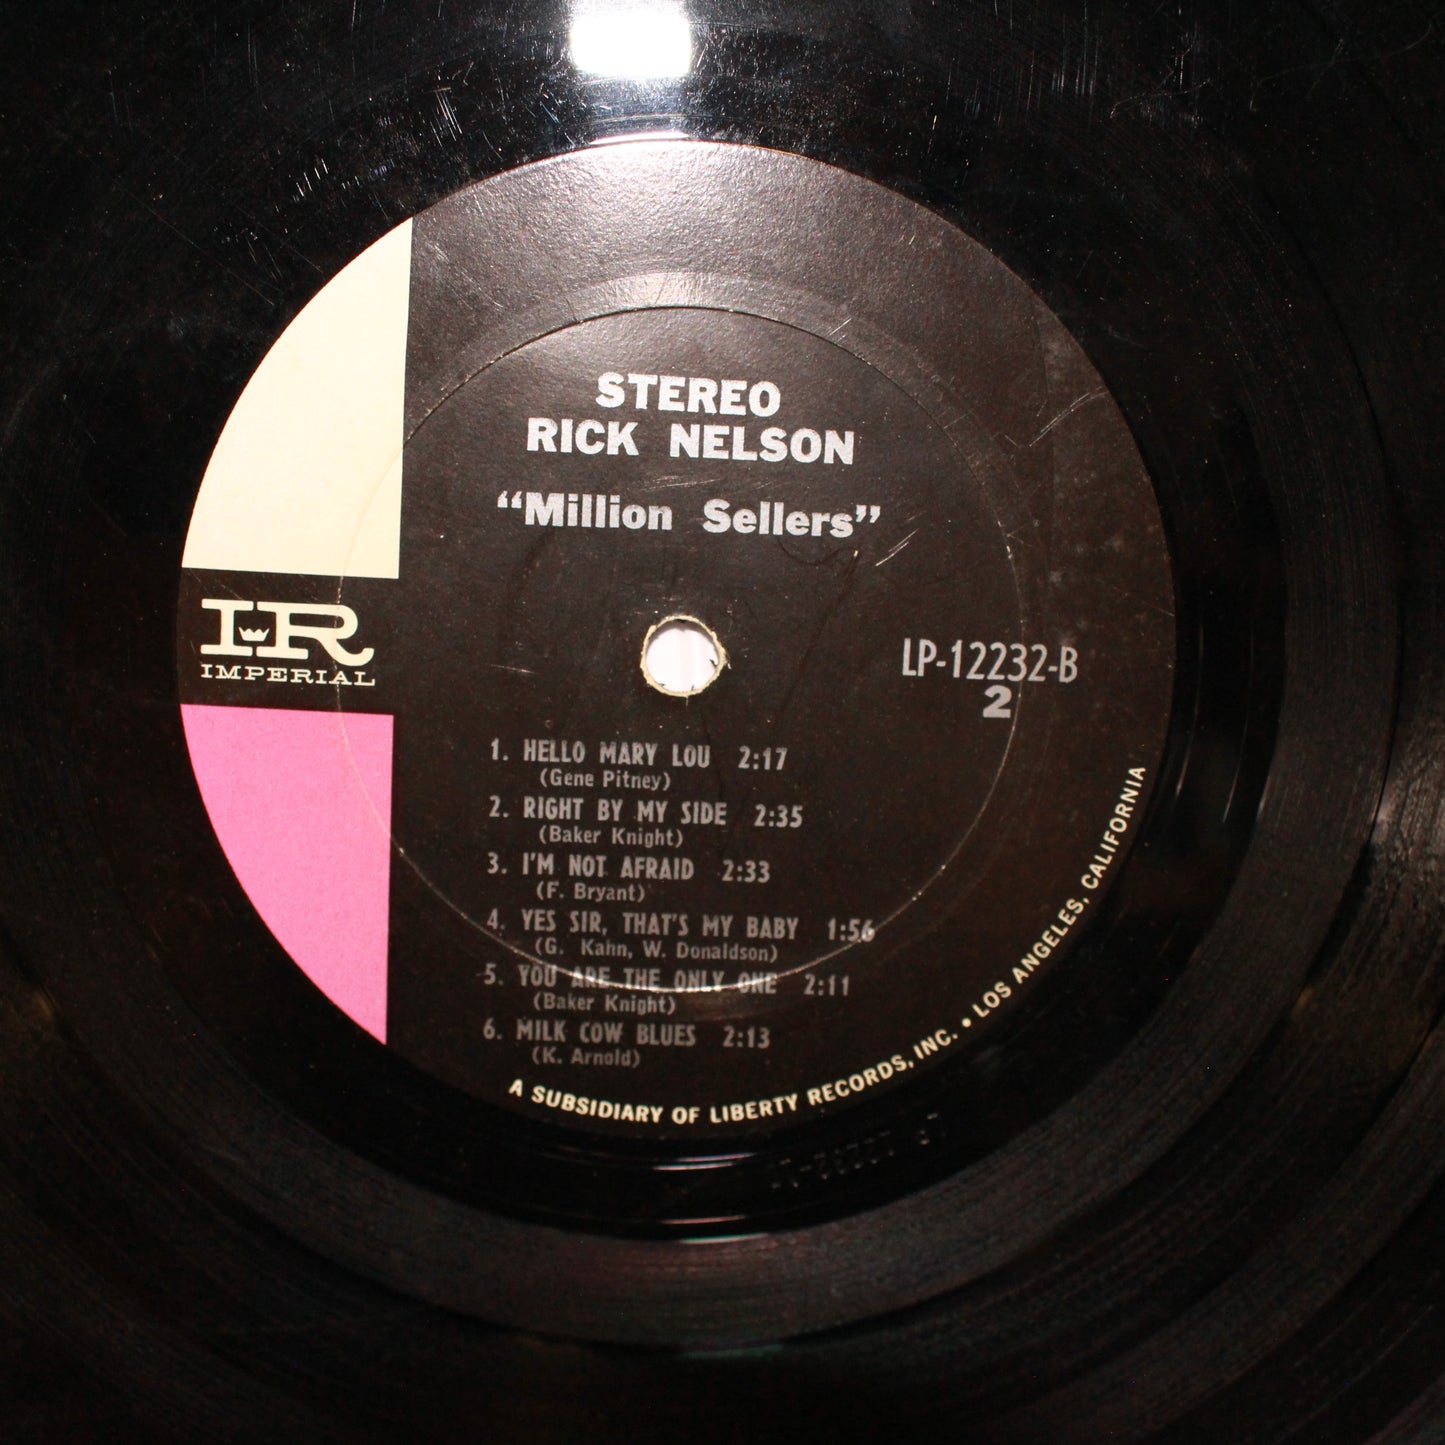 STEREO
RICK NELSON
“Million Sellers”
IR
IMPERIAL
LP-12232-B
2
1. HELLO MARY LOU 2:17
(Gene Pitney)
2. RIGHT BY MY SIDE 2:35
(Baker Knight)
3. I'M NOT AFRAID 2:33
(F. Bryant)
4. YES SIR, THAT'S MY BABY 1:56
(G. Kahn, W. Donaldson)
5. YOU ARE THE ONLY ONE 2:11
(Baker Knight)
6. MILK COW BLUES 2:13
(K. Arnold)
A SUBSIDIARY OF LIBERTY RECORDS, INC. • LOS ANGELES, CALIFORNIA